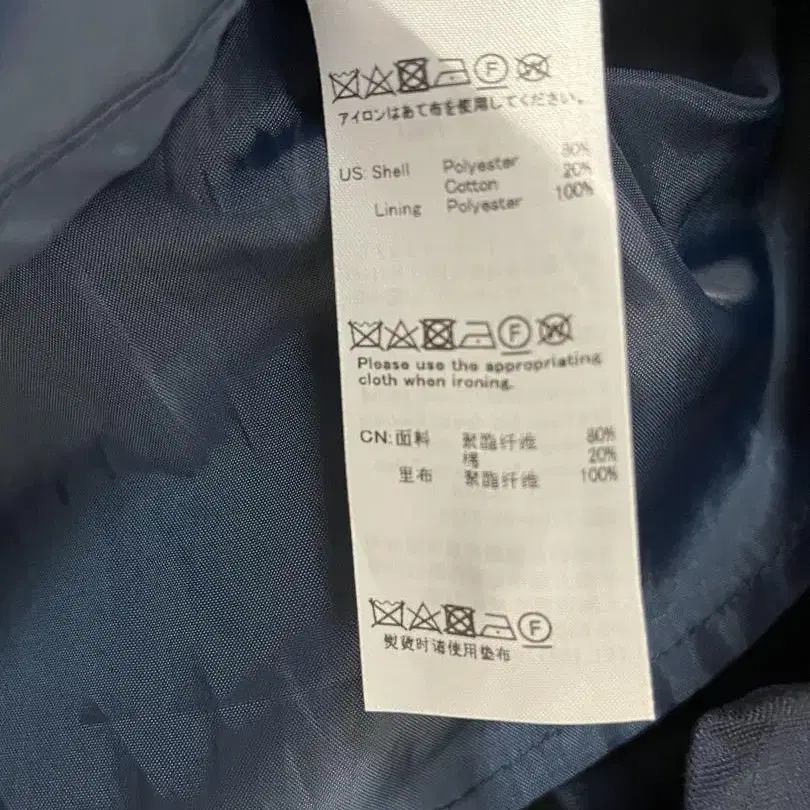 アイロンはあて布を使用してください。
US: Shell Polyester 80%
Cotton 20%
Lining Polyester 100%
F W
Please use the appropriating
cloth when ironing.
CN:面料 聚酯纤维 80%
棉 20%
里布 聚酯纤维 100%
F
熨烫时请使用垫布